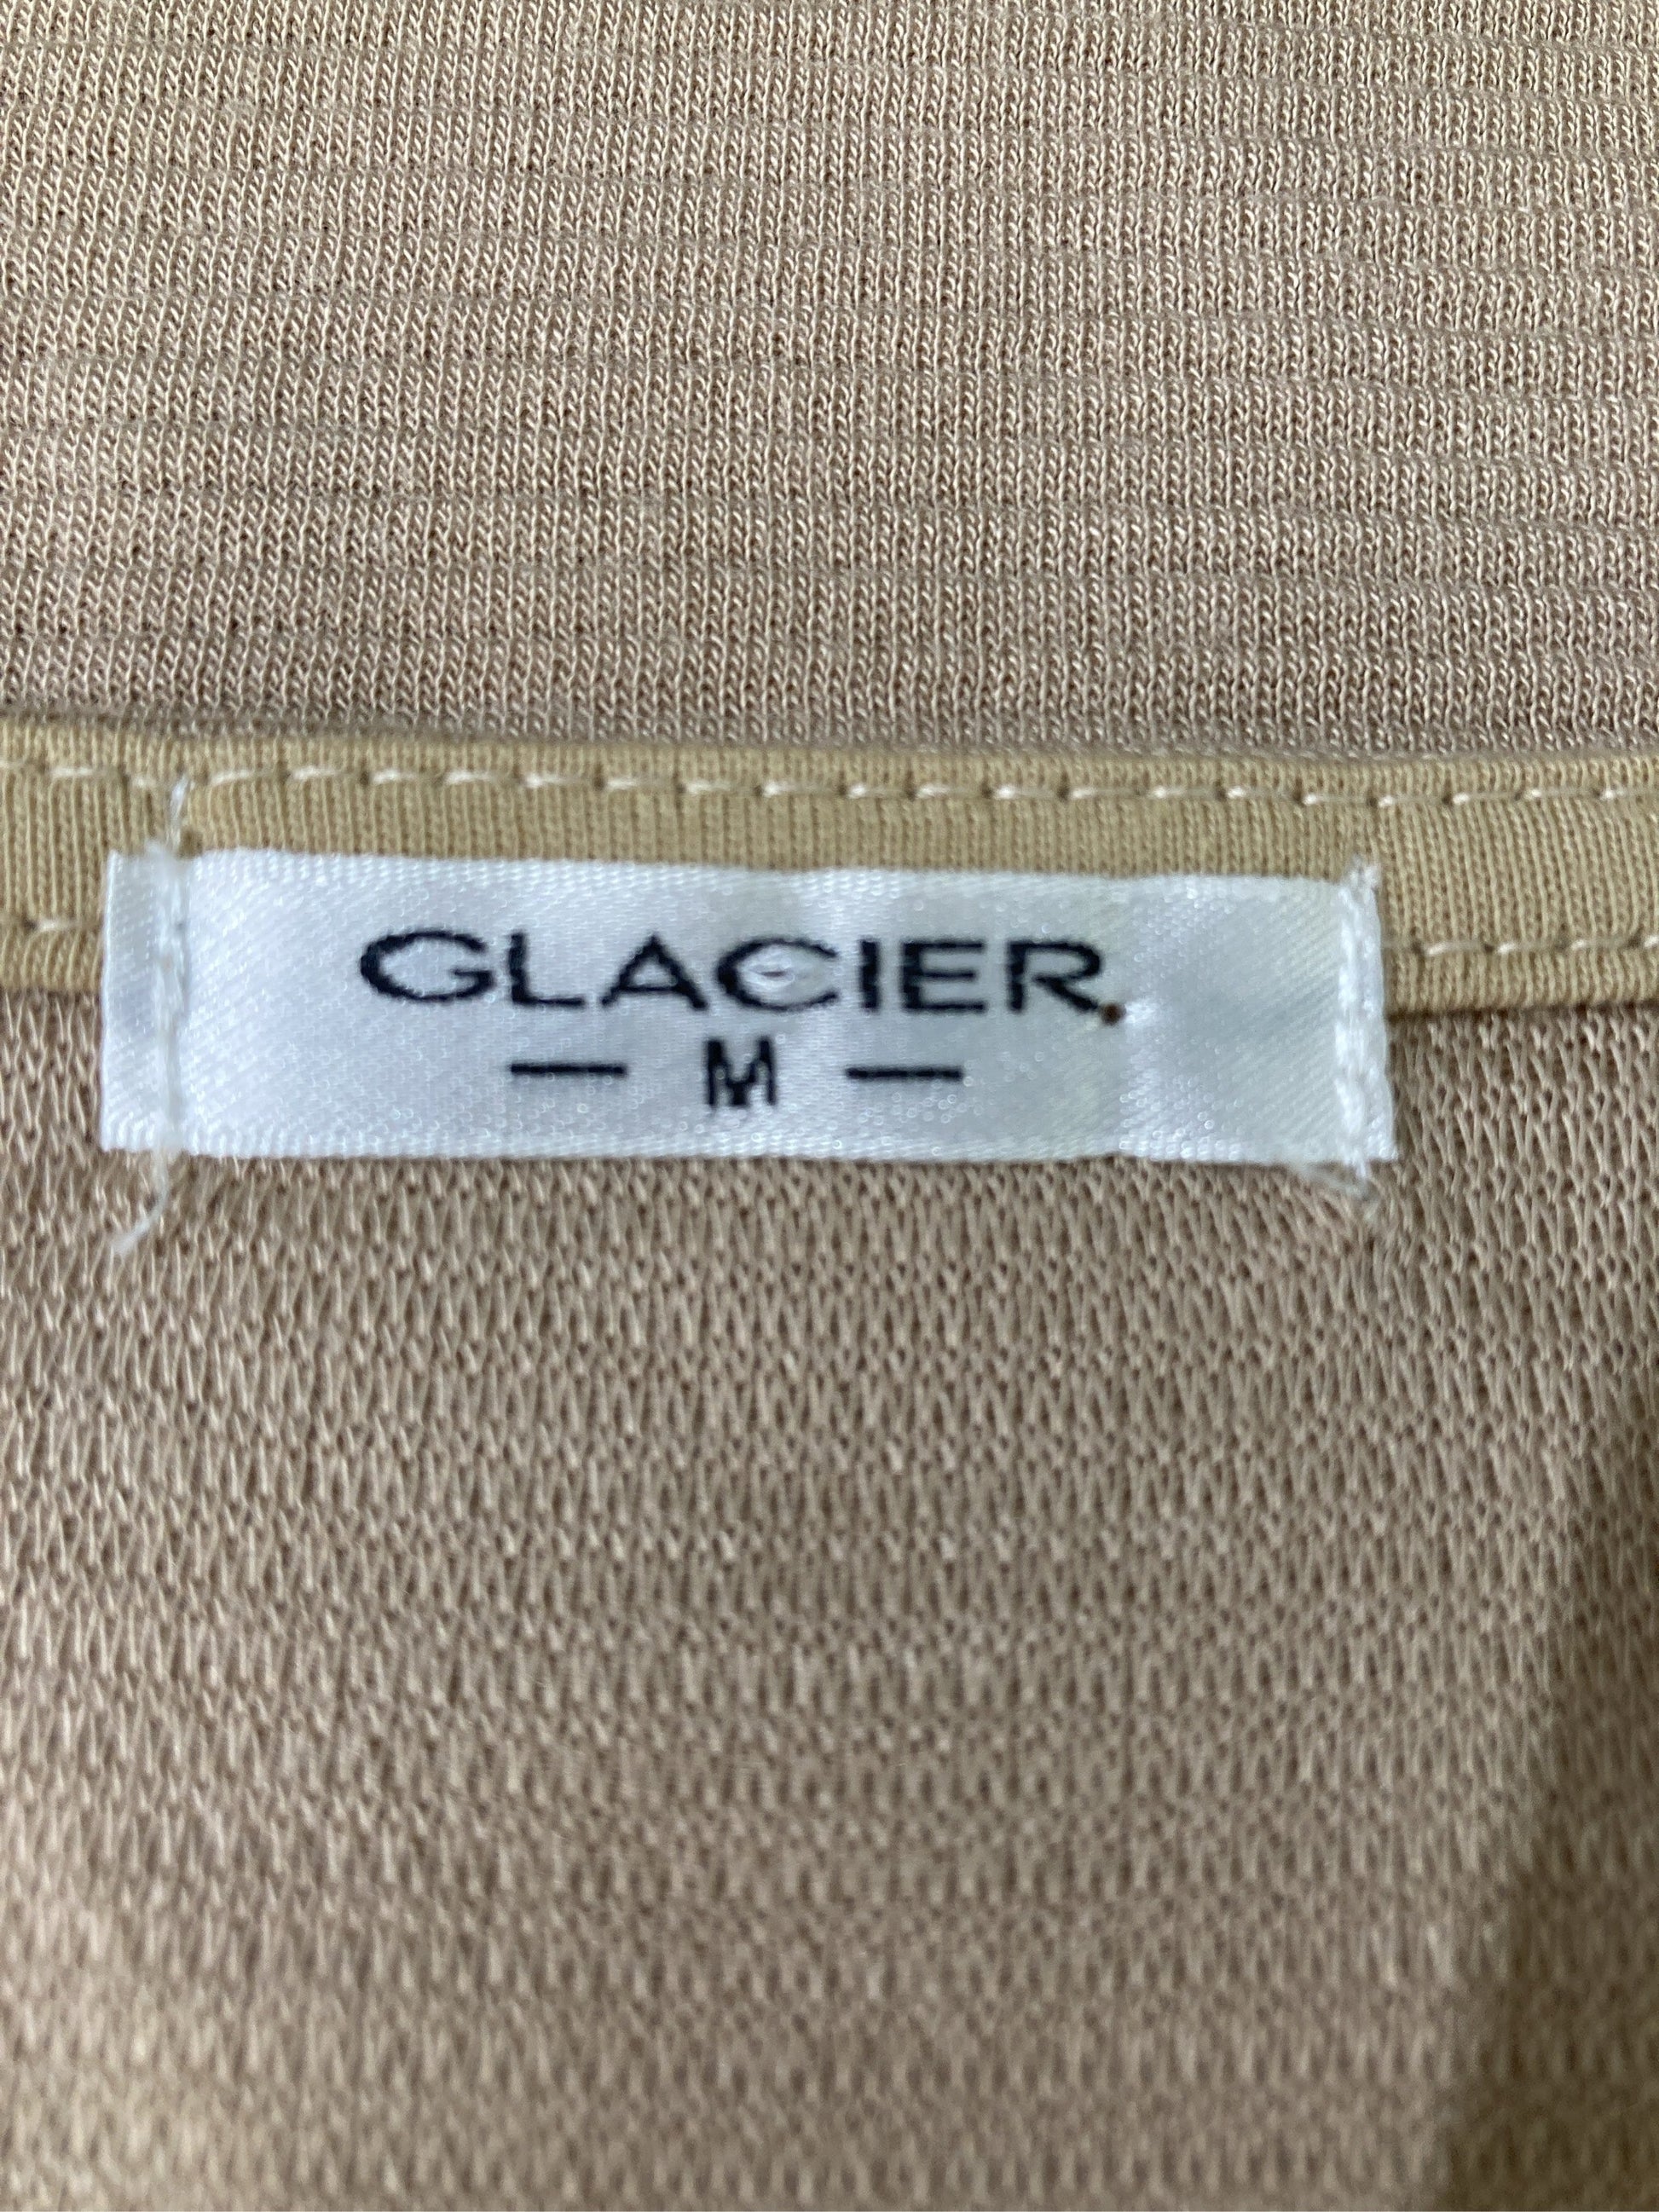 GLACIER.
— M —